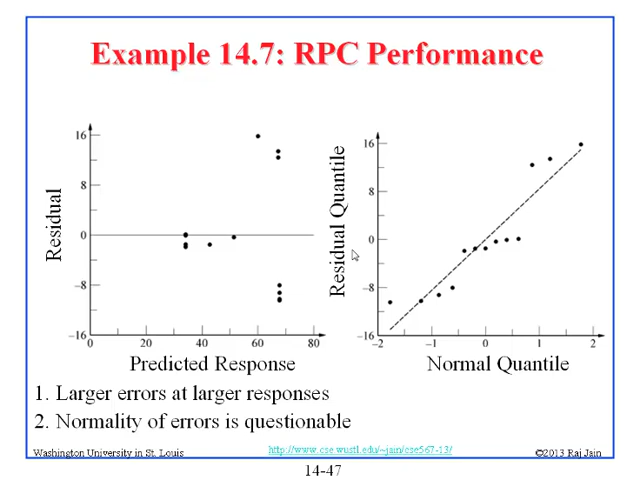 Example 14.7: RPC Performance
16
8
0
−8
−16
Residual
0 20 40 60 80
Predicted Response
16
8
0
−8
−16
Residual Quantile
−2 −1 0 1 2
Normal Quantile
1. Larger errors at larger responses
2. Normality of errors is questionable
Washington University in St. Louis
http://www.cse.wustl.edu/~jain/cse567-13/
©2013 Raj Jain
14-47